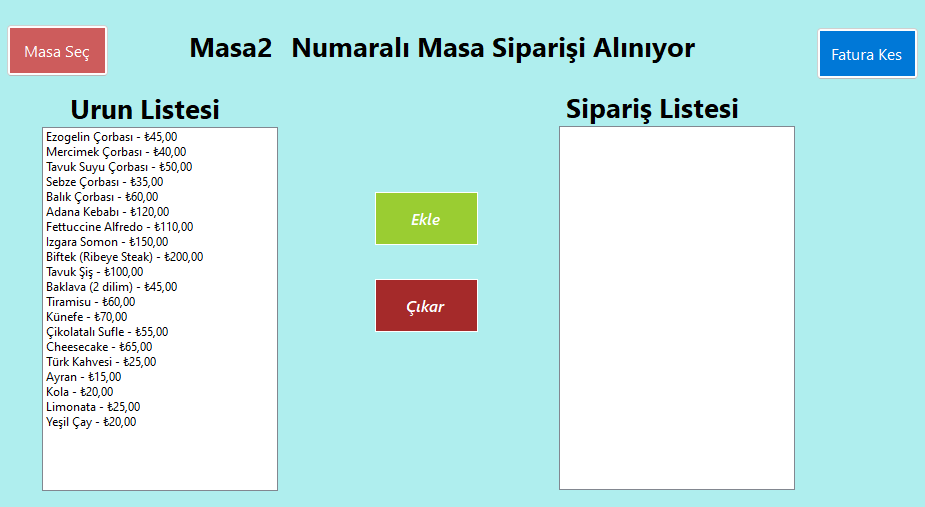 Masa Seç
Masa2 Numaralı Masa Siparişi Alınıyor
Fatura Kes
Urun Listesi
Ezogelin Çorbası - ₺45,00
Mercimek Çorbası - ₺40,00
Tavuk Suyu Çorbası - ₺50,00
Sebze Çorbası - ₺35,00
Balık Çorbası - ₺60,00
Adana Kebabı - ₺120,00
Fettuccine Alfredo - ₺110,00
Izgara Somon - ₺150,00
Biftek (Ribeye Steak) - ₺200,00
Tavuk Şiş - ₺100,00
Baklava (2 dilim) - ₺45,00
Tiramisu - ₺60,00
Künefe - ₺70,00
Çikolatalı Sufle - ₺55,00
Cheesecake - ₺65,00
Türk Kahvesi - ₺25,00
Ayran - ₺15,00
Kola - ₺20,00
Limonata - ₺25,00
Yeşil Çay - ₺20,00
Ekle
Çıkar
Sipariş Listesi